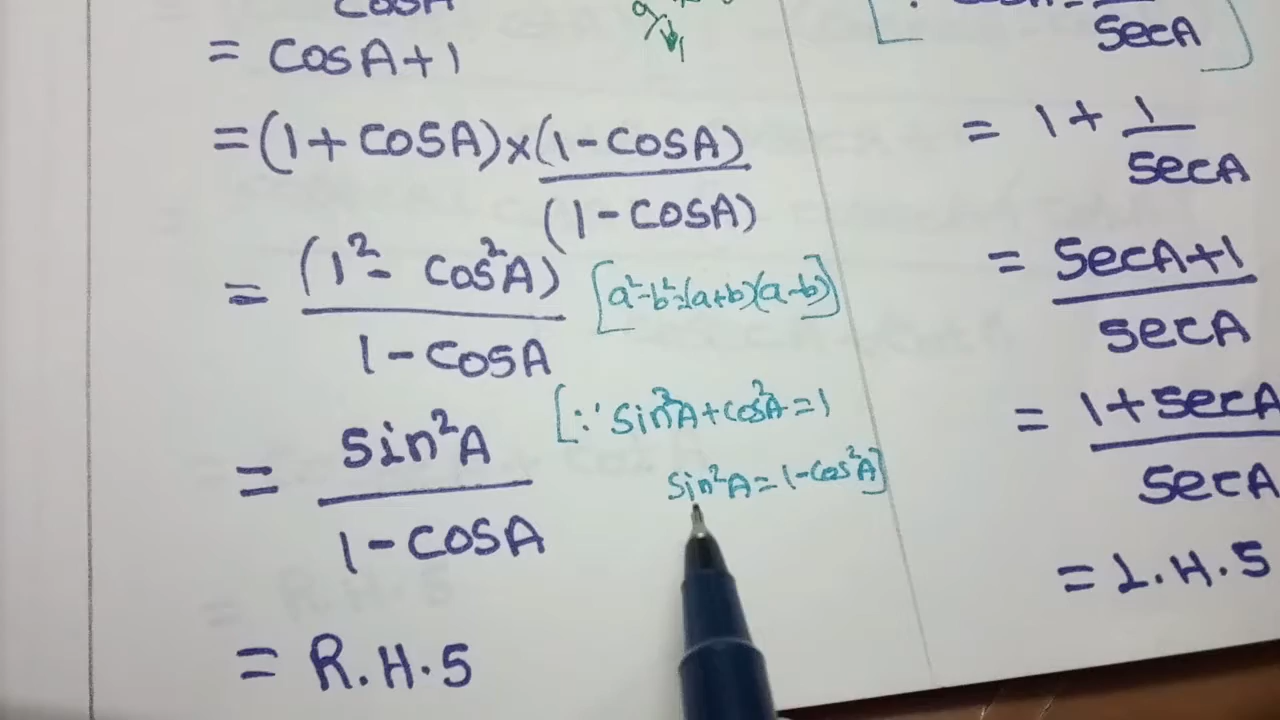 cosA
= cosA+1
=(1+cosA)×(1-cosA)
(1-cosA)
= (1²- cos²A) [a²-b²=(a+b)(a-b)]
1-cosA
= sin²A
1-cosA
[∵ sin²A+cos²A=1
sin²A=1-cos²A]
= R.H.S
secA
= 1+ 1
secA
= secA+1
secA
= 1+secA
secA
= L.H.S